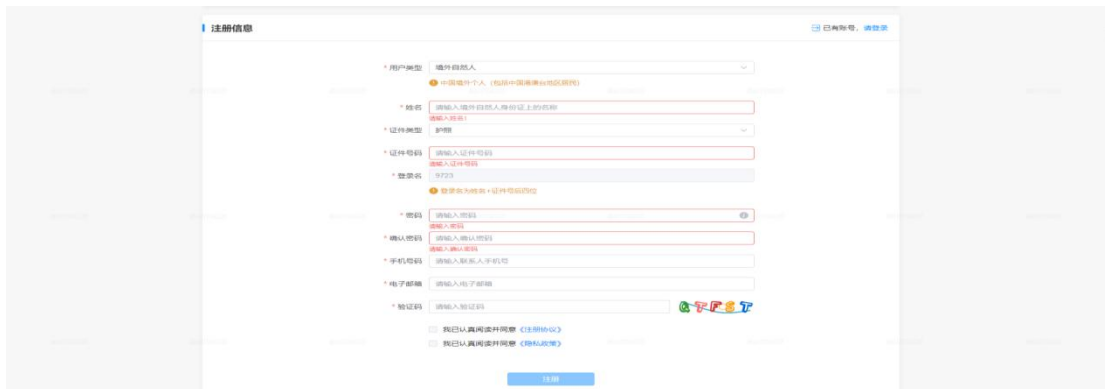 注册信息
已有账号，请登录
* 用户类型 境外自然人
中国境外个人（包括中国港澳台地区居民）
* 姓名 请输入境外自然人身份证上的名称
请输入姓名！
* 证件类型 护照
* 证件号码 请输入证件号码
请输入证件号码
* 登录名 9723
登录名为姓名+证件号码四位
* 密码 请输入密码
请输入密码
* 确认密码 请输入确认密码
请输入确认密码
* 手机号码 请输入联系人手机号
* 电子邮箱 请输入电子邮箱
* 验证码 请输入验证码 QTFST
我已认真阅读并同意《注册协议》
我已认真阅读并同意《隐私政策》
注册